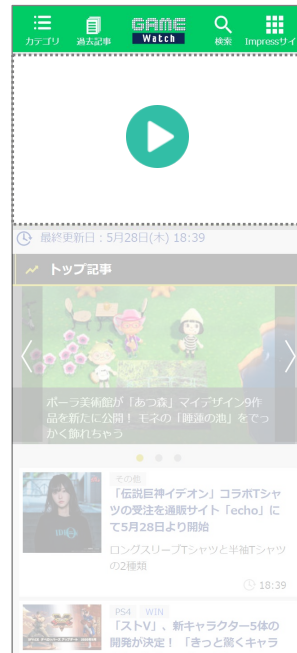 カテゴリ
過去記事
GAME Watch
検索
Impressサイ
最終更新日：5月28日(木) 18:39
トップ記事
ポーラ美術館が「あつ森」マイデザイン9作
品を新たに公開！ モネの「睡蓮の池」をでっ
かく飾れちゃう
その他
「伝説巨神イデオン」コラボTシャ
ツの受注を通販サイト「echo」に
て5月28日より開始
ロングスリーブTシャツと半袖Tシャツ
の2種類
18:39
PS4 WIN
「ストV」、新キャラクター5体の
開発が決定！ 「きっと驚くキャラ